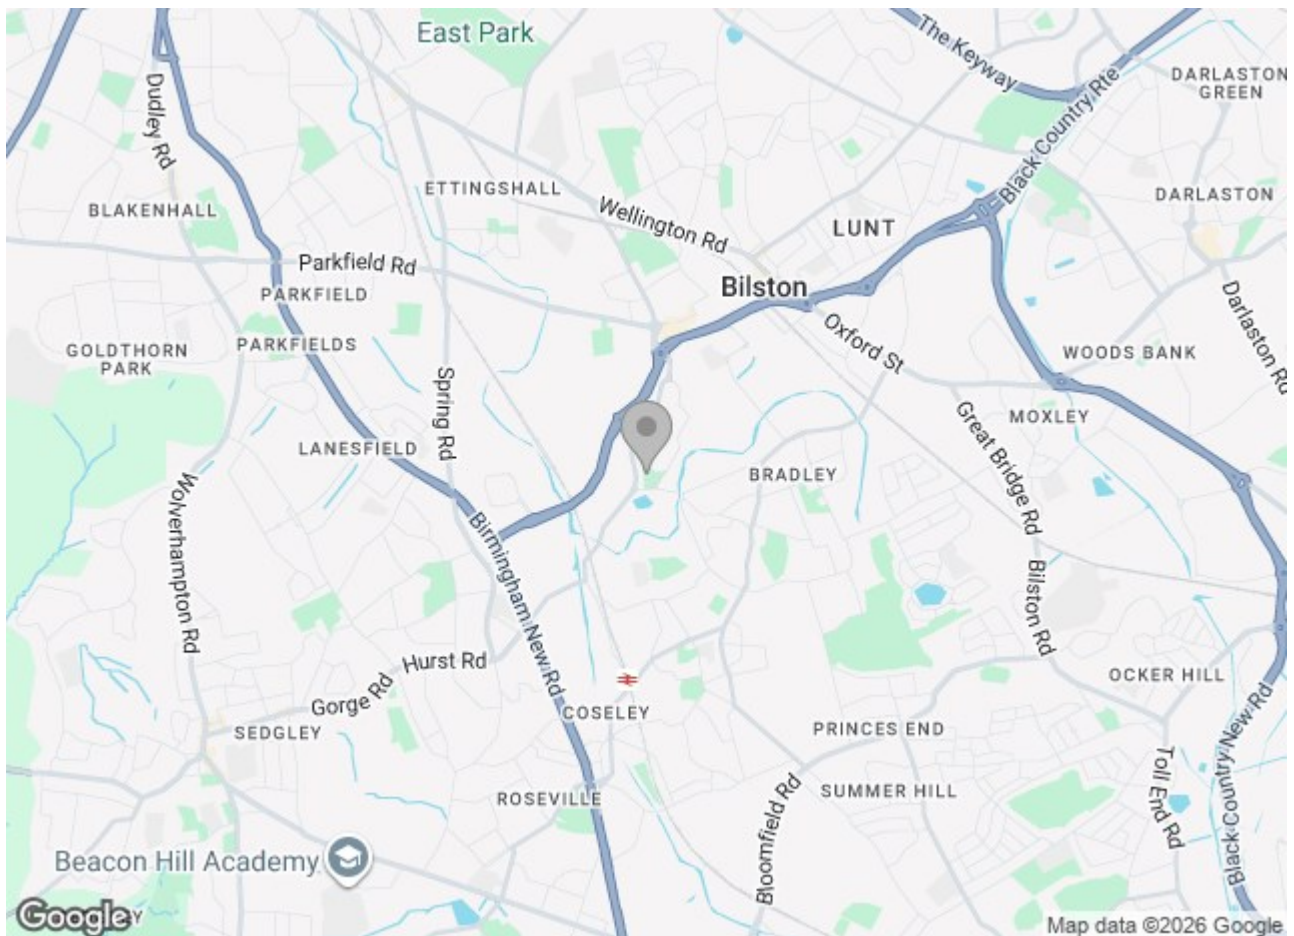 East Park
The Keyway
DARLASTON
GREEN
Dudley Rd
Black Country Rte
ETTINGSHALL
DARLASTON
BLAKENHALL
Wellington Rd
LUNT
Parkfield Rd
Bilston
PARKFIELD
Darlaston Rd
Oxford St
GOLDTHORN
PARK
PARKFIELDS
WOODS BANK
Spring Rd
MOXLEY
Great Bridge Rd
LANESFIELD
BRADLEY
Wolverhampton Rd
Birmingham New Rd
Bilston Rd
Hurst Rd
OCKER HILL
Gorge Rd
COSELEY
SEDGLEY
PRINCES END
Black Country New Rd
Toll End Rd
ROSEVILLE
SUMMER HILL
Bloomfield Rd
Beacon Hill Academy
Google
Map data ©2026 Google